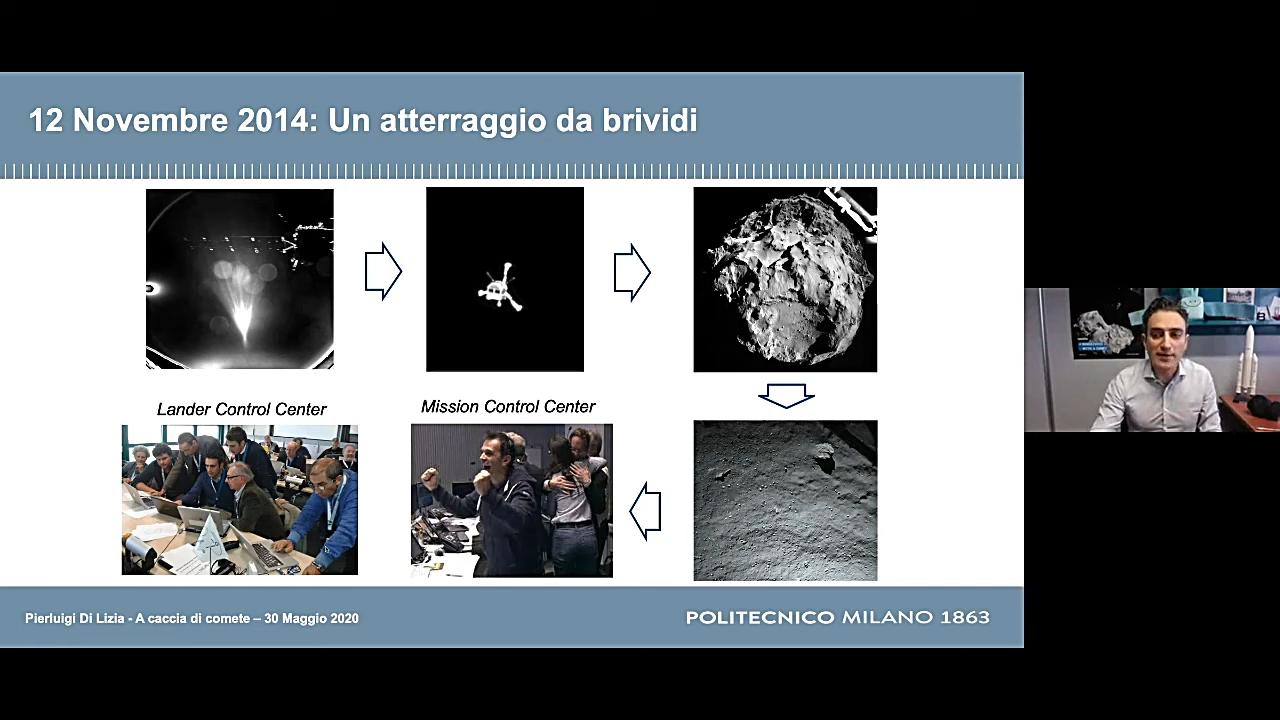 12 Novembre 2014: Un atterraggio da brividi
Lander Control Center
Mission Control Center
Pierluigi Di Lizia - A caccia di comete – 30 Maggio 2020
POLITECNICO MILANO 1863